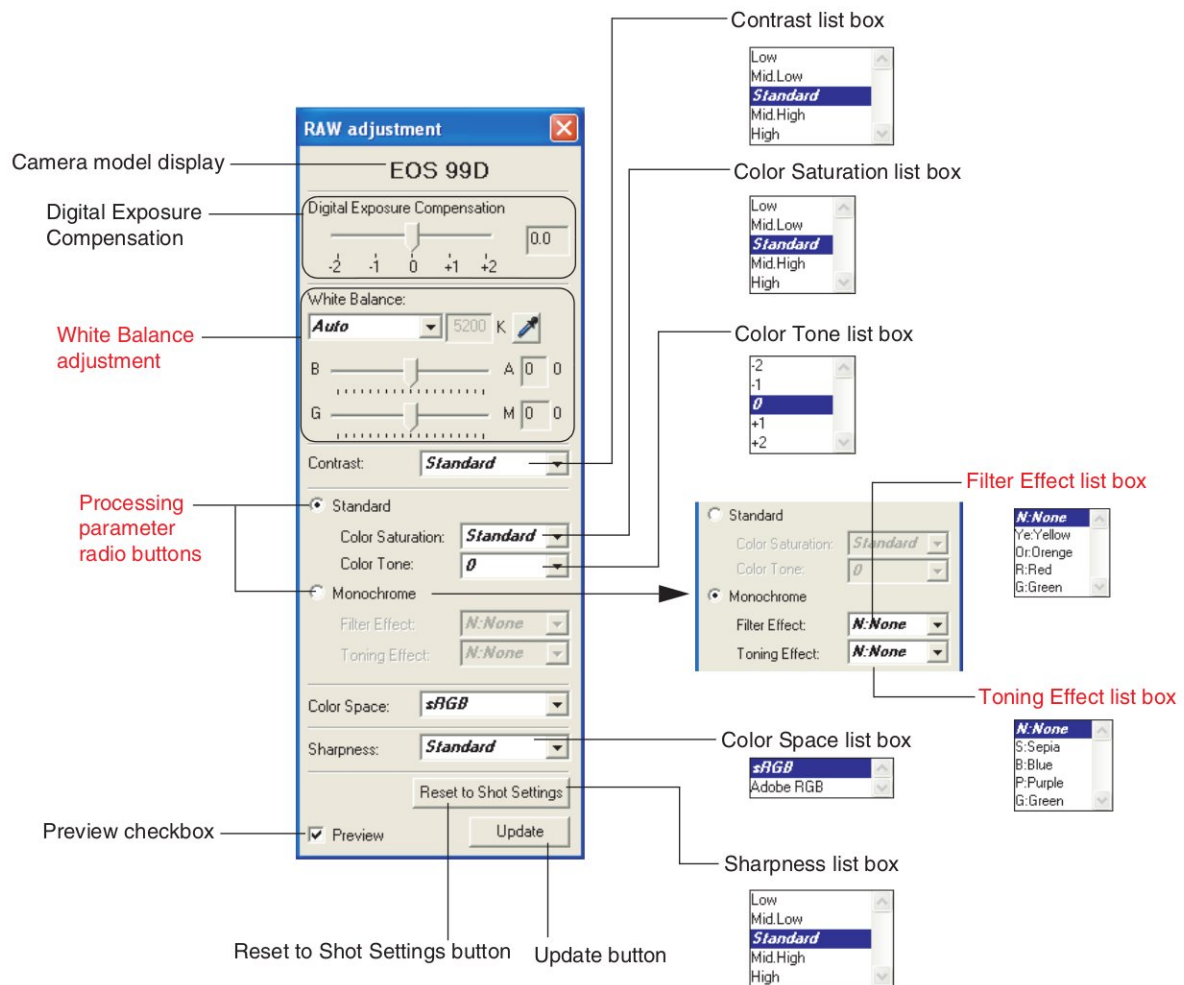 Contrast list box
Low
Mid.Low
Standard
Mid.High
High
RAW adjustment
Camera model display
EOS 99D
Color Saturation list box
Low
Mid.Low
Standard
Mid.High
High
Digital Exposure
Compensation
Digital Exposure Compensation
0.0
-2 -1 0 +1 +2
White Balance
adjustment
White Balance:
Auto 5200 K
B A 0 0
G M 0 0
Color Tone list box
-2
-1
0
+1
+2
Contrast: Standard
Processing
parameter
radio buttons
Standard
Color Saturation: Standard
Color Tone: 0
Monochrome
Filter Effect: N:None
Toning Effect: N:None
Standard
Color Saturation: Standard
Color Tone: 0
Monochrome
Filter Effect: N:None
Toning Effect: N:None
Filter Effect list box
N:None
Ye:Yellow
Or:Orenge
R:Red
G:Green
Toning Effect list box
N:None
S:Sepia
B:Blue
P:Purple
G:Green
Color Space: sRGB
Sharpness: Standard
Color Space list box
sRGB
Adobe RGB
Reset to Shot Settings
Preview checkbox
Preview
Update
Sharpness list box
Low
Mid.Low
Standard
Mid.High
High
Reset to Shot Settings button
Update button